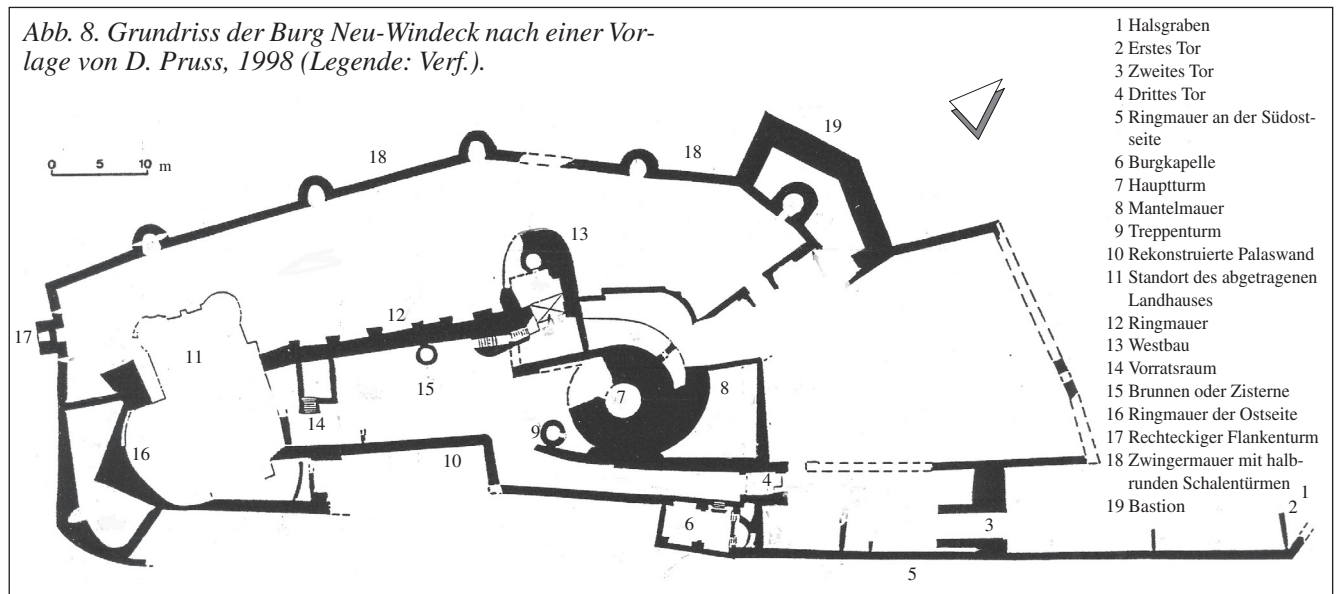 Abb. 8. Grundriss der Burg Neu-Windeck nach einer Vor-
lage von D. Pruss, 1998 (Legende: Verf.).
1 Halsgraben
2 Erstes Tor
3 Zweites Tor
4 Drittes Tor
5 Ringmauer an der Südost-
seite
6 Burgkapelle
7 Hauptturm
8 Mantelmauer
9 Treppenturm
10 Rekonstruierte Palaswand
11 Standort des abgetragenen
Landhauses
12 Ringmauer
13 Westbau
14 Vorratsraum
15 Brunnen oder Zisterne
16 Ringmauer der Ostseite
17 Rechteckiger Flankenturm
18 Zwingermauer mit halb-
runden Schalentürmen
19 Bastion
0 5 10 m
18
18
19
13
17
12
11
15
7
8
14
9
16
10
4
6
3
1
2
5